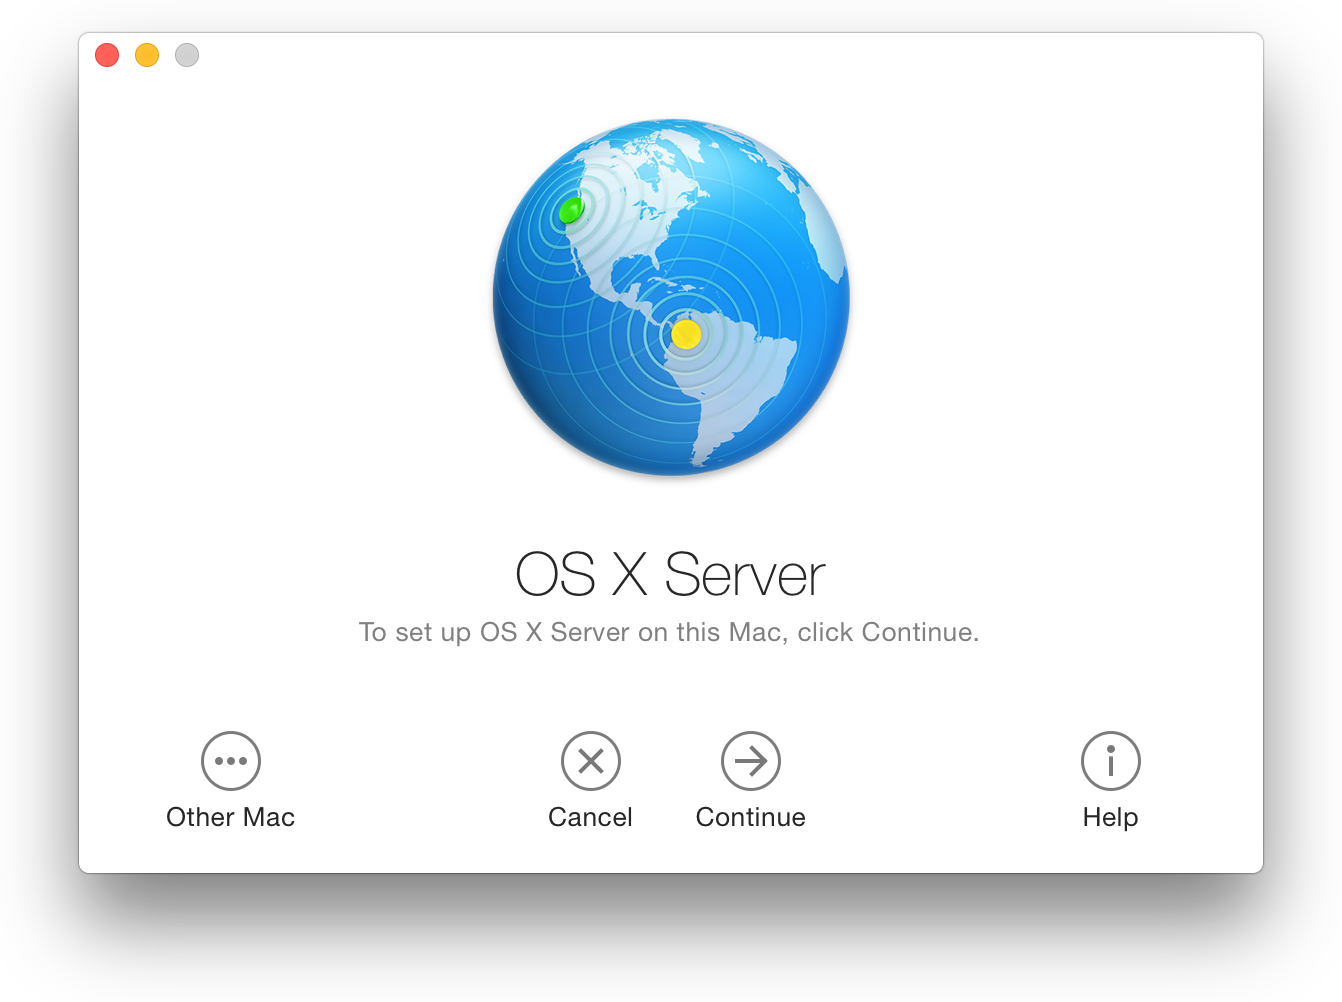 OS X Server
To set up OS X Server on this Mac, click Continue.
Other Mac
Cancel
Continue
Help